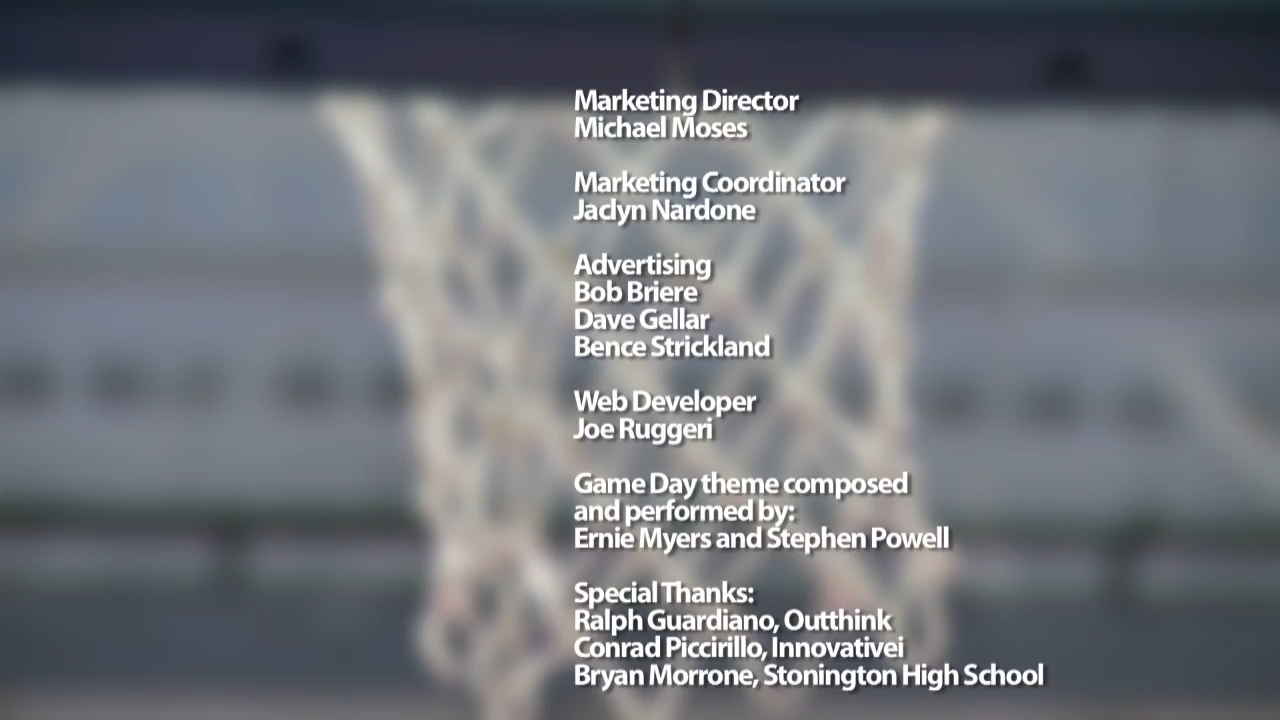 Marketing Director
Michael Moses
Marketing Coordinator
Jaclyn Nardone
Advertising
Bob Briere
Dave Gellar
Bence Strickland
Web Developer
Joe Ruggeri
Game Day theme composed
and performed by:
Ernie Myers and Stephen Powell
Special Thanks:
Ralph Guardiano, Outthink
Conrad Piccirillo, Innovativei
Bryan Morrone, Stonington High School